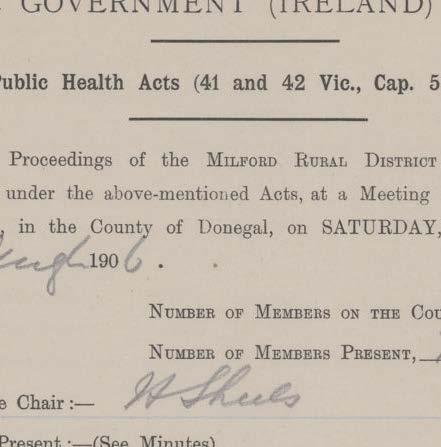 GOVERNMENT (IRELAND)
Public Health Acts (41 and 42 Vic., Cap. 5
Proceedings of the MILFORD RURAL DISTRICT
under the above-mentioned Acts, at a Meeting
, in the County of Donegal, on SATURDAY,
1906.
NUMBER OF MEMBERS ON THE COU
NUMBER OF MEMBERS PRESENT,
e Chair:— H Sheils
Present:—(See Minutes)